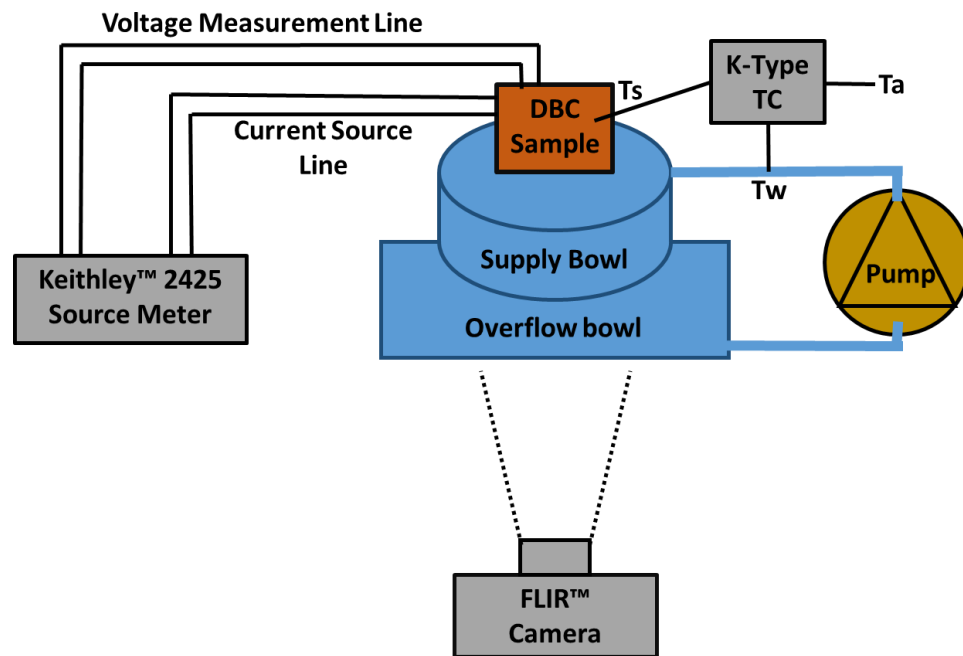 Voltage Measurement Line
Current Source
Line
Keithley™ 2425
Source Meter
DBC
Sample
Ts
K-Type
TC
Ta
Tw
Supply Bowl
Overflow bowl
Pump
FLIR™
Camera